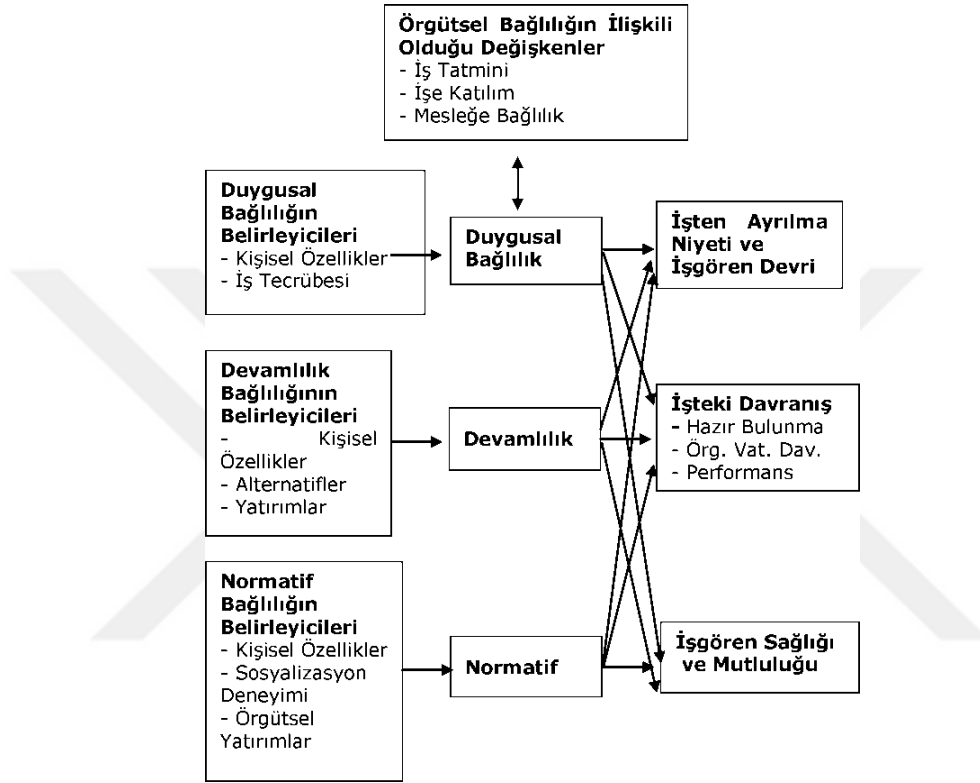 Örgütsel Bağlılığın İlişkili
Olduğu Değişkenler
- İş Tatmini
- İşe Katılım
- Mesleğe Bağlılık
Duygusal
Bağlılığın
Belirleyicileri
- Kişisel Özellikler
- İş Tecrübesi
Duygusal
Bağlılık
İşten Ayrılma
Niyeti ve
İşgören Devri
Devamlılık
Bağlılığının
Belirleyicileri
- Kişisel
Özellikler
- Alternatifler
- Yatırımlar
Devamlılık
İşteki Davranış
- Hazır Bulunma
- Örg. Vat. Dav.
- Performans
Normatif
Bağlılığın
Belirleyicileri
- Kişisel Özellikler
- Sosyalizasyon
Deneyimi
- Örgütsel
Yatırımlar
Normatif
İşgören Sağlığı
ve Mutluluğu